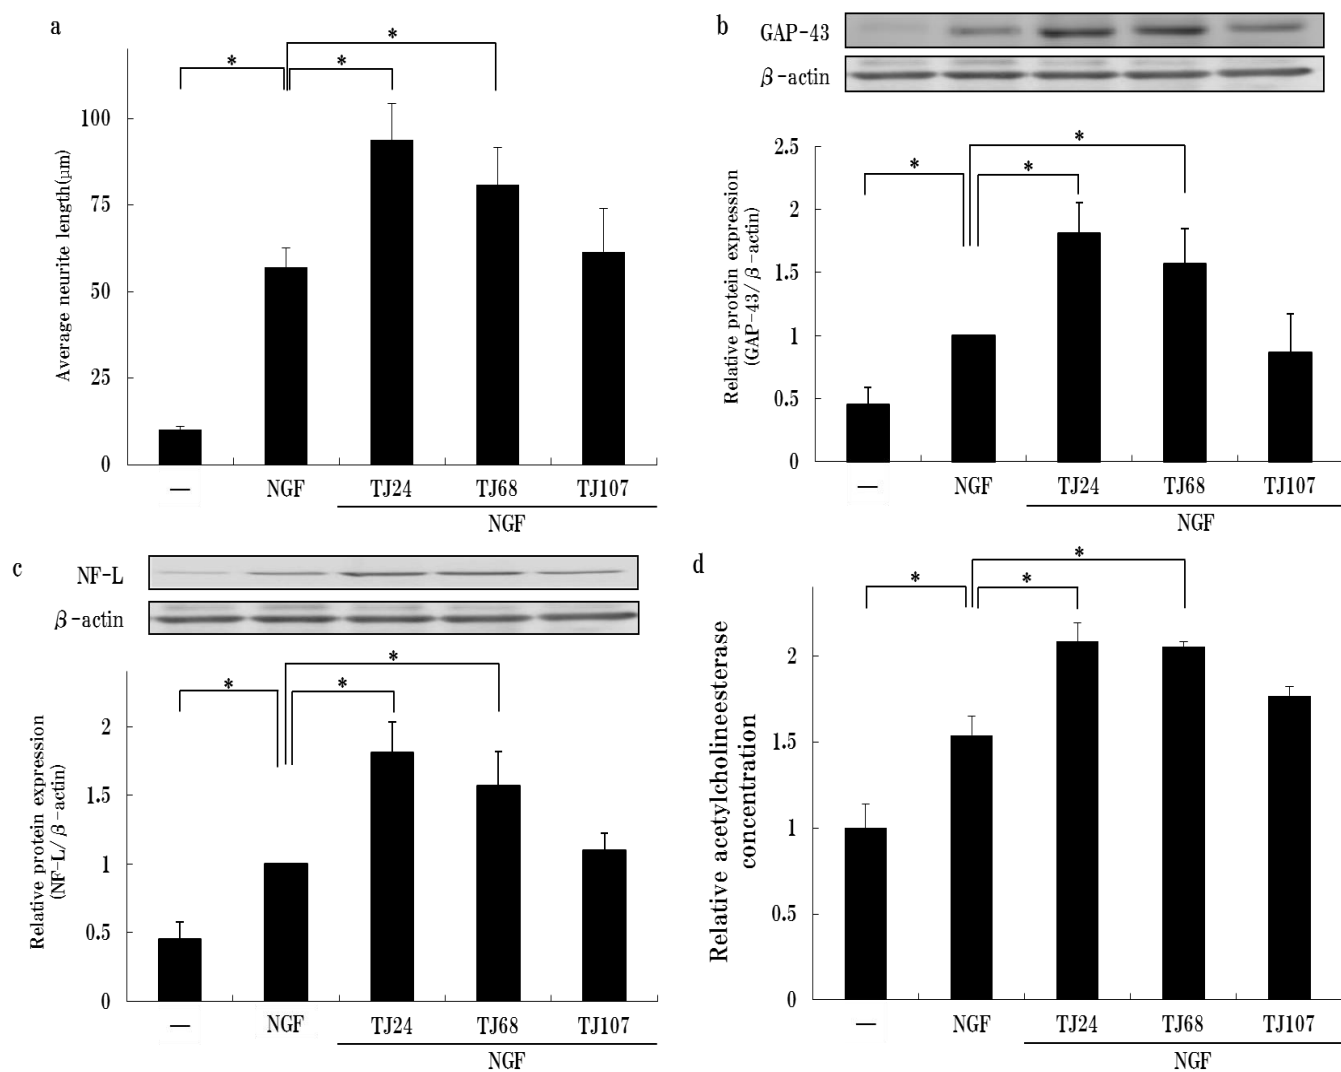 a
*
*
*
100
75
50
25
0
Average neurite length(μm)
— NGF TJ24 TJ68 TJ107
NGF
b
GAP-43
β-actin
*
*
*
2.5
2
1.5
1
0.5
0
Relative protein expression
(GAP-43/β-actin)
— NGF TJ24 TJ68 TJ107
NGF
c
NF-L
β-actin
*
*
*
2
1.5
1
0.5
0
Relative protein expression
(NF-L/β-actin)
— NGF TJ24 TJ68 TJ107
NGF
d
*
*
*
2
1.5
1
0.5
0
Relative acetylcholineesterase
concentration
— NGF TJ24 TJ68 TJ107
NGF